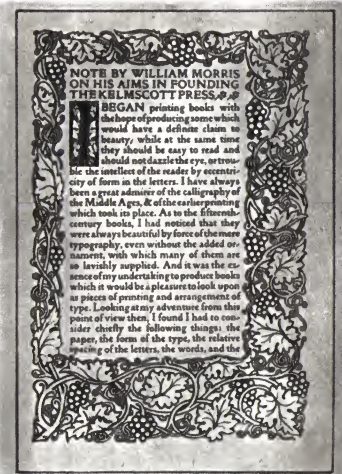 NOTE BY WILLIAM MORRIS
ON HIS AIMS IN FOUNDING
THE KELMSCOTT PRESS
I BEGAN printing books with
the hope of producing some which
would have a definite claim to
beauty, while at the same time
they should be easy to read and
should not dazzle the eye, or trou-
ble the intellect of the reader by eccentri-
city of form in the letters. I have always
been a great admirer of the calligraphy of
the Middle Ages, & of the earlier printing
which took its place. As to the fifteenth-
century books, I had noticed that they
were always beautiful by force of the mere
typography, even without the added or-
nament, with which many of them are
so lavishly supplied. And it was the es-
sence of my undertaking to produce books
which it would be a pleasure to look upon
as pieces of printing and arrangement of
type. Looking at my adventure from this
point of view then, I found I had to con-
sider chiefly the following things: the
paper, the form of the type, the relative
spacing of the letters, the words, and the